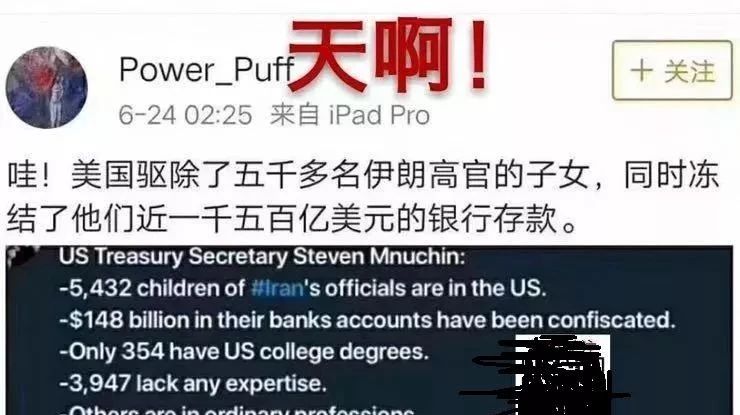 天啊！
Power_Puff
＋关注
6-24 02:25 来自 iPad Pro
哇！美国驱除了五千多名伊朗高官的子女，同时冻
结了他们近一千五百亿美元的银行存款。
US Treasury Secretary Steven Mnuchin:
-5,432 children of #Iran's officials are in the US.
-$148 billion in their banks accounts have been confiscated.
-Only 354 have US college degrees.
-3,947 lack any expertise.
-Others are in ordinary professions